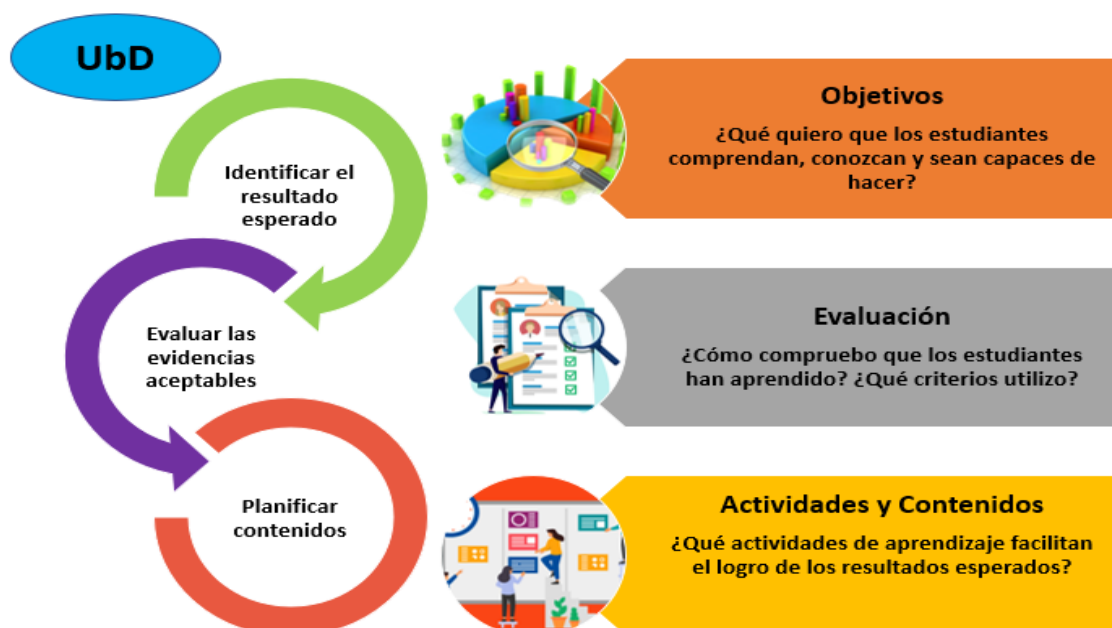 UbD
Identificar el
resultado
esperado
Objetivos
¿Qué quiero que los estudiantes
comprendan, conozcan y sean capaces de
hacer?
Evaluar las
evidencias
aceptables
Evaluación
¿Cómo compruebo que los estudiantes
han aprendido? ¿Qué criterios utilizo?
Planificar
contenidos
Actividades y Contenidos
¿Qué actividades de aprendizaje facilitan
el logro de los resultados esperados?